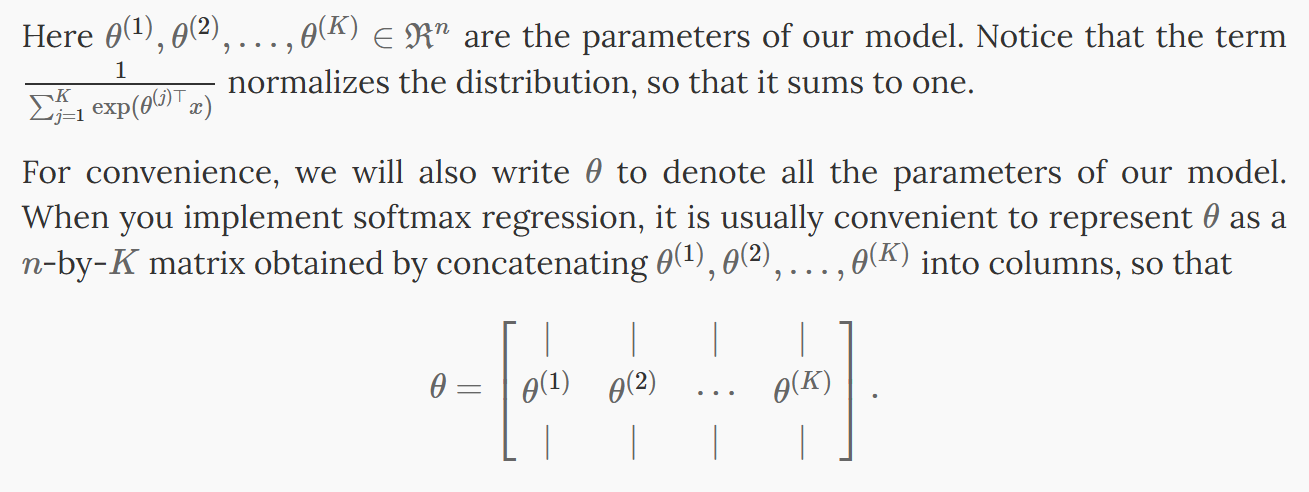 Here θ^(1), θ^(2), …, θ^(K) ∈ ℜ^n are the parameters of our model. Notice that the term
\frac{1}{\sum_{j=1}^{K} \exp(θ^{(j)⊤} x)} normalizes the distribution, so that it sums to one.
For convenience, we will also write θ to denote all the parameters of our model.
When you implement softmax regression, it is usually convenient to represent θ as a
n-by-K matrix obtained by concatenating θ^(1), θ^(2), …, θ^(K) into columns, so that
| | | |
θ = [ θ^(1) θ^(2) ⋯ θ^(K) ] .
| | | |